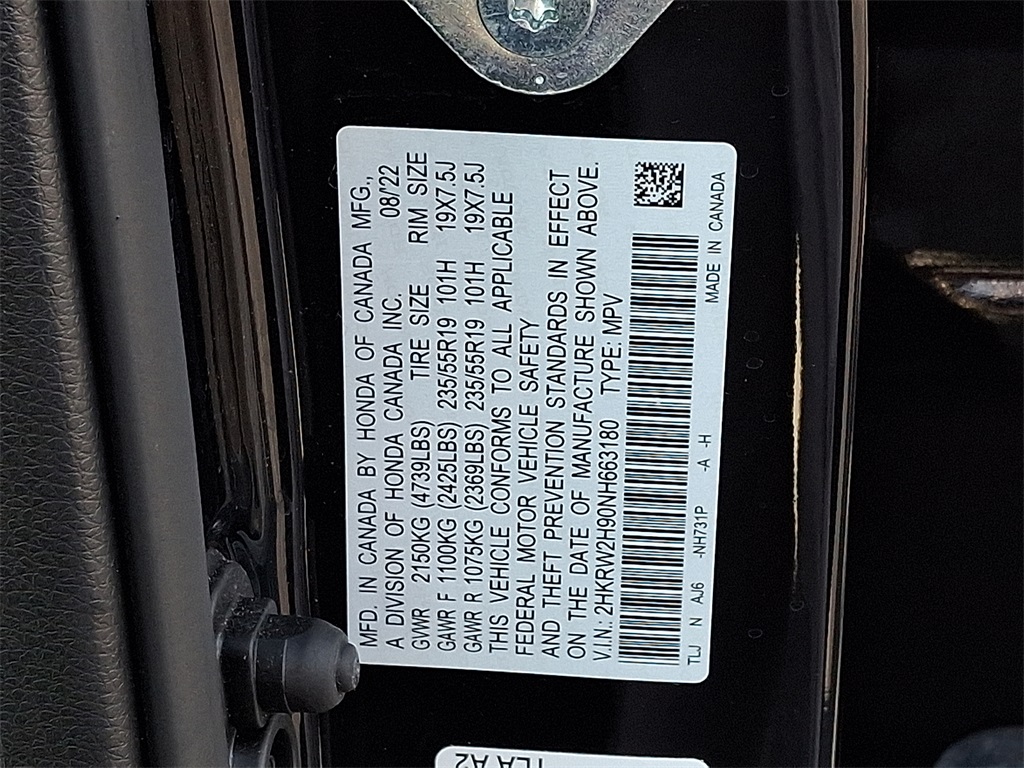 MFD. IN CANADA BY HONDA OF CANADA MFG.,
A DIVISION OF HONDA CANADA INC. 08/22
GVWR 2150KG (4739LBS) TIRE SIZE RIM SIZE
GAWR F 1100KG (2425LBS) 235/55R19 101H 19X7.5J
GAWR R 1075KG (2369LBS) 235/55R19 101H 19X7.5J
THIS VEHICLE CONFORMS TO ALL APPLICABLE
FEDERAL MOTOR VEHICLE SAFETY
AND THEFT PREVENTION STANDARDS IN EFFECT
ON THE DATE OF MANUFACTURE SHOWN ABOVE.
V.I.N.: 2HKRW2H90NH663180 TYPE: MPV
TLJ N AJ6 -NH731P -A -H
MADE IN CANADA
TLA A2